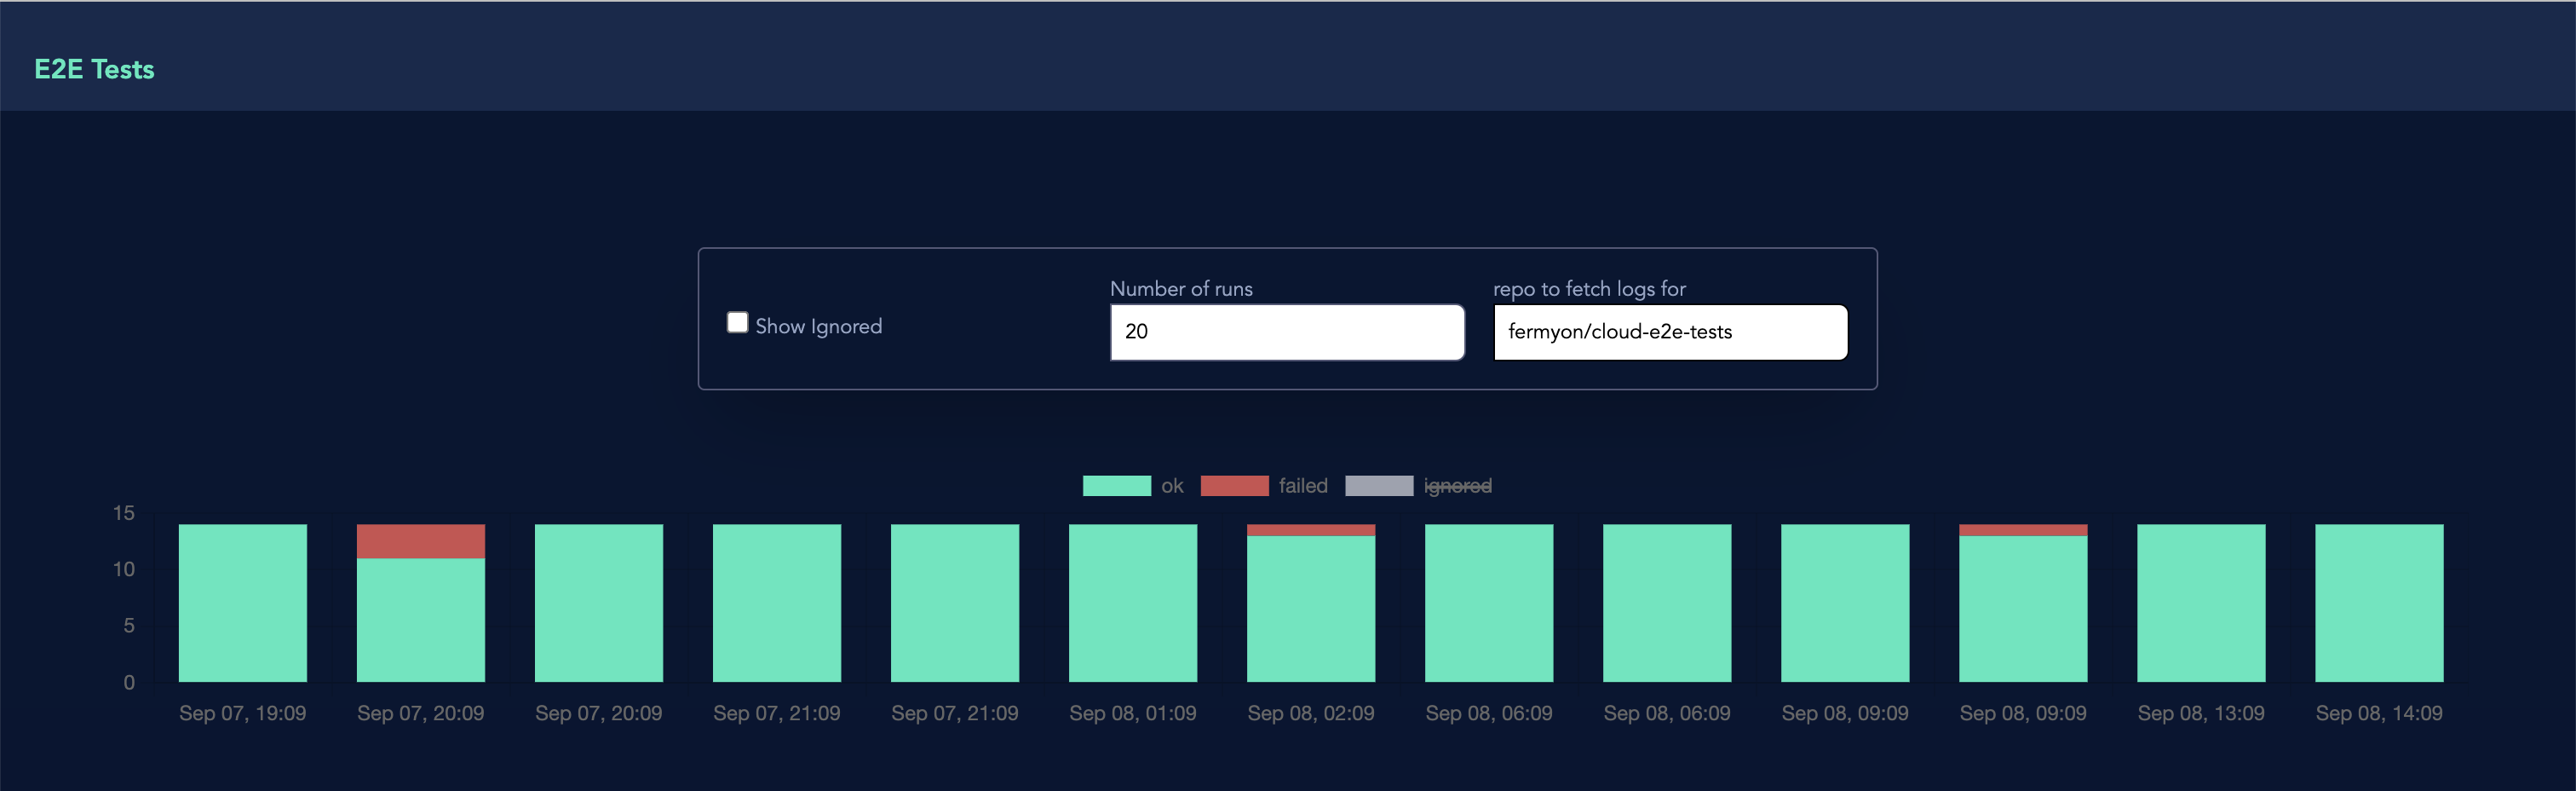 E2E Tests
Number of runs
repo to fetch logs for
Show Ignored
20
fermyon/cloud-e2e-tests
ok failed ignored
15
10
5
0
Sep 07, 19:09 Sep 07, 20:09 Sep 07, 20:09 Sep 07, 21:09 Sep 07, 21:09 Sep 08, 01:09 Sep 08, 02:09 Sep 08, 06:09 Sep 08, 06:09 Sep 08, 09:09 Sep 08, 09:09 Sep 08, 13:09 Sep 08, 14:09